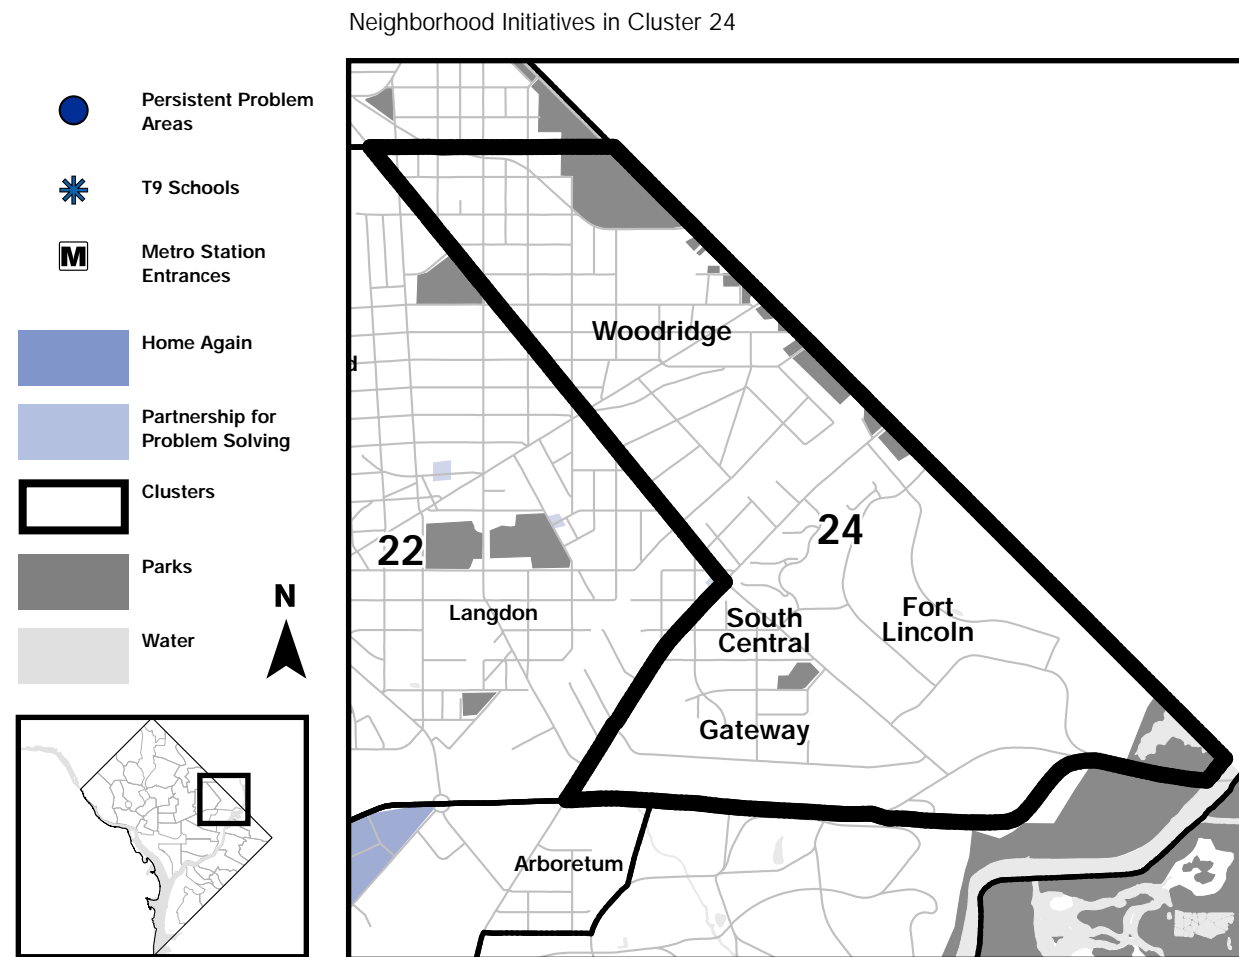 Neighborhood Initiatives in Cluster 24
Persistent Problem
Areas
T9 Schools
M
Metro Station
Entrances
Home Again
Partnership for
Problem Solving
Clusters
Parks
N
Water
Woodridge
d
24
22
Langdon
South
Central
Fort
Lincoln
Gateway
Arboretum